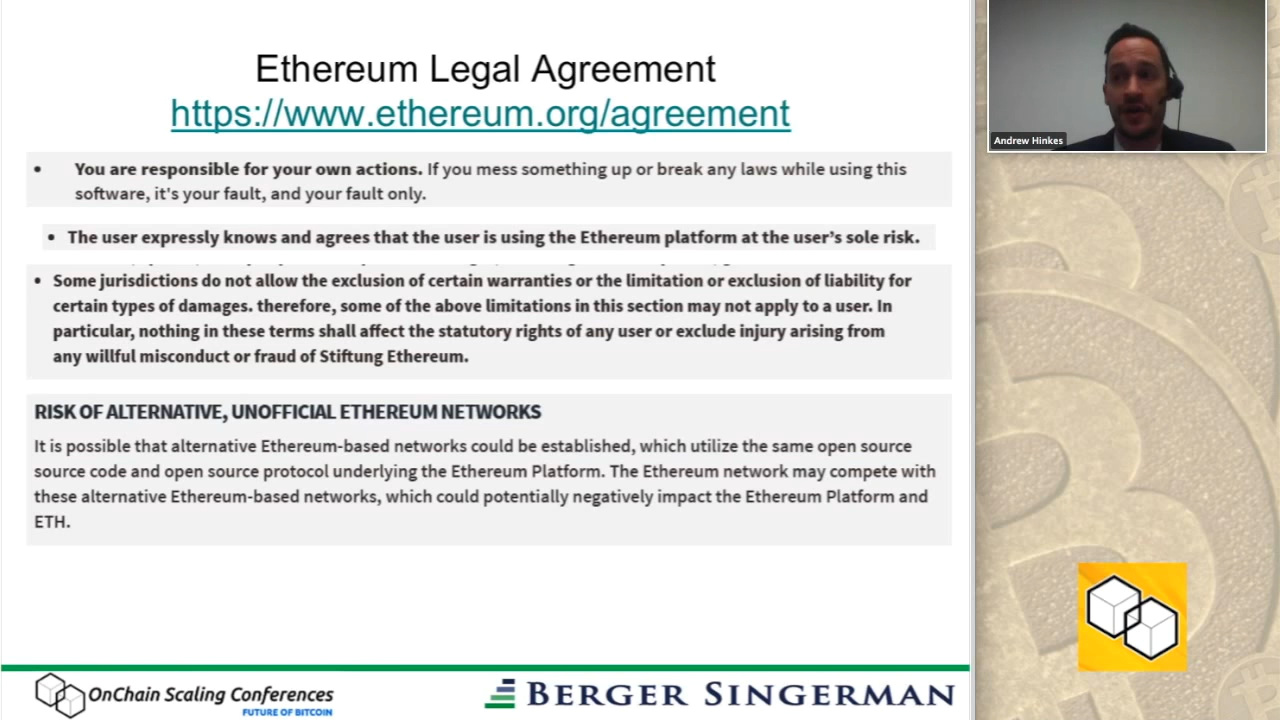 Ethereum Legal Agreement
https://www.ethereum.org/agreement
• You are responsible for your own actions. If you mess something up or break any laws while using this
software, it's your fault, and your fault only.
• The user expressly knows and agrees that the user is using the Ethereum platform at the user's sole risk.
• Some jurisdictions do not allow the exclusion of certain warranties or the limitation or exclusion of liability for
certain types of damages. therefore, some of the above limitations in this section may not apply to a user. In
particular, nothing in these terms shall affect the statutory rights of any user or exclude injury arising from
any willful misconduct or fraud of Stiftung Ethereum.
RISK OF ALTERNATIVE, UNOFFICIAL ETHEREUM NETWORKS
It is possible that alternative Ethereum-based networks could be established, which utilize the same open source
source code and open source protocol underlying the Ethereum Platform. The Ethereum network may compete with
these alternative Ethereum-based networks, which could potentially negatively impact the Ethereum Platform and
ETH.
OnChain Scaling Conferences
FUTURE OF BITCOIN
BERGER SINGERMAN
Andrew Hinkes